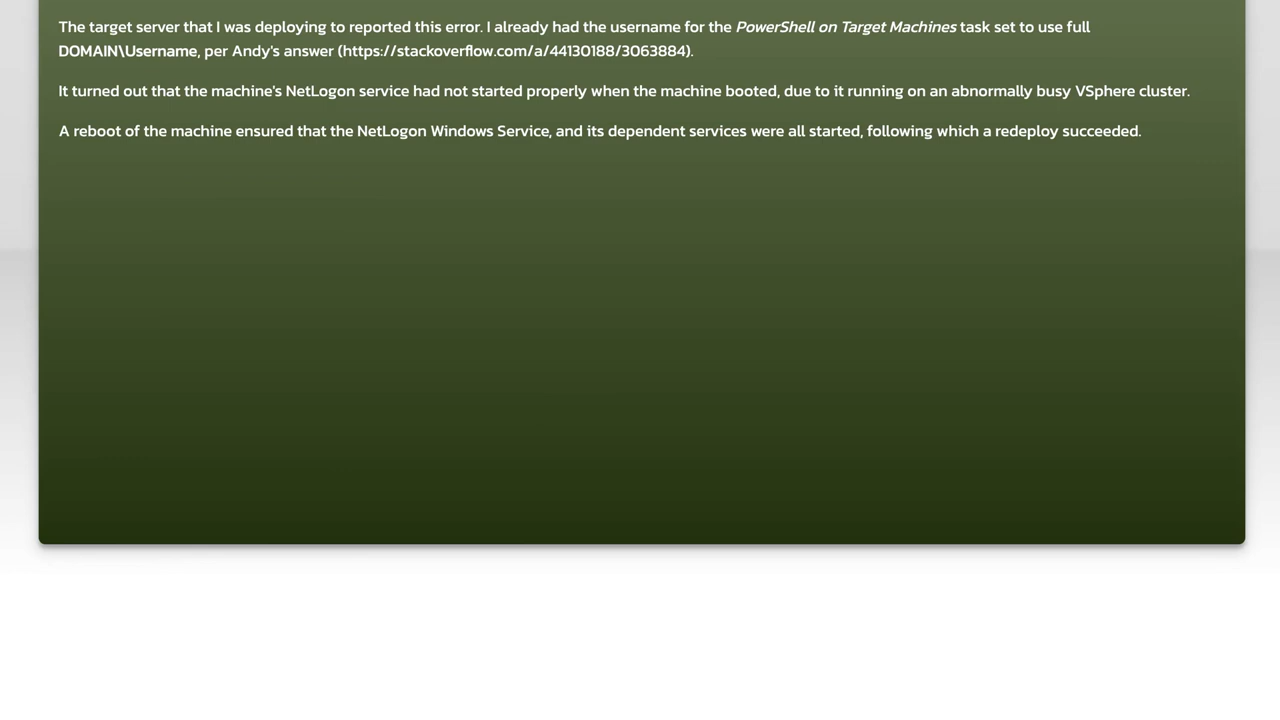 The target server that I was deploying to reported this error. I already had the username for the PowerShell on Target Machines task set to use full
DOMAIN\Username, per Andy's answer (https://stackoverflow.com/a/44130188/3063884).
It turned out that the machine's NetLogon service had not started properly when the machine booted, due to it running on an abnormally busy VSphere cluster.
A reboot of the machine ensured that the NetLogon Windows Service, and its dependent services were all started, following which a redeploy succeeded.